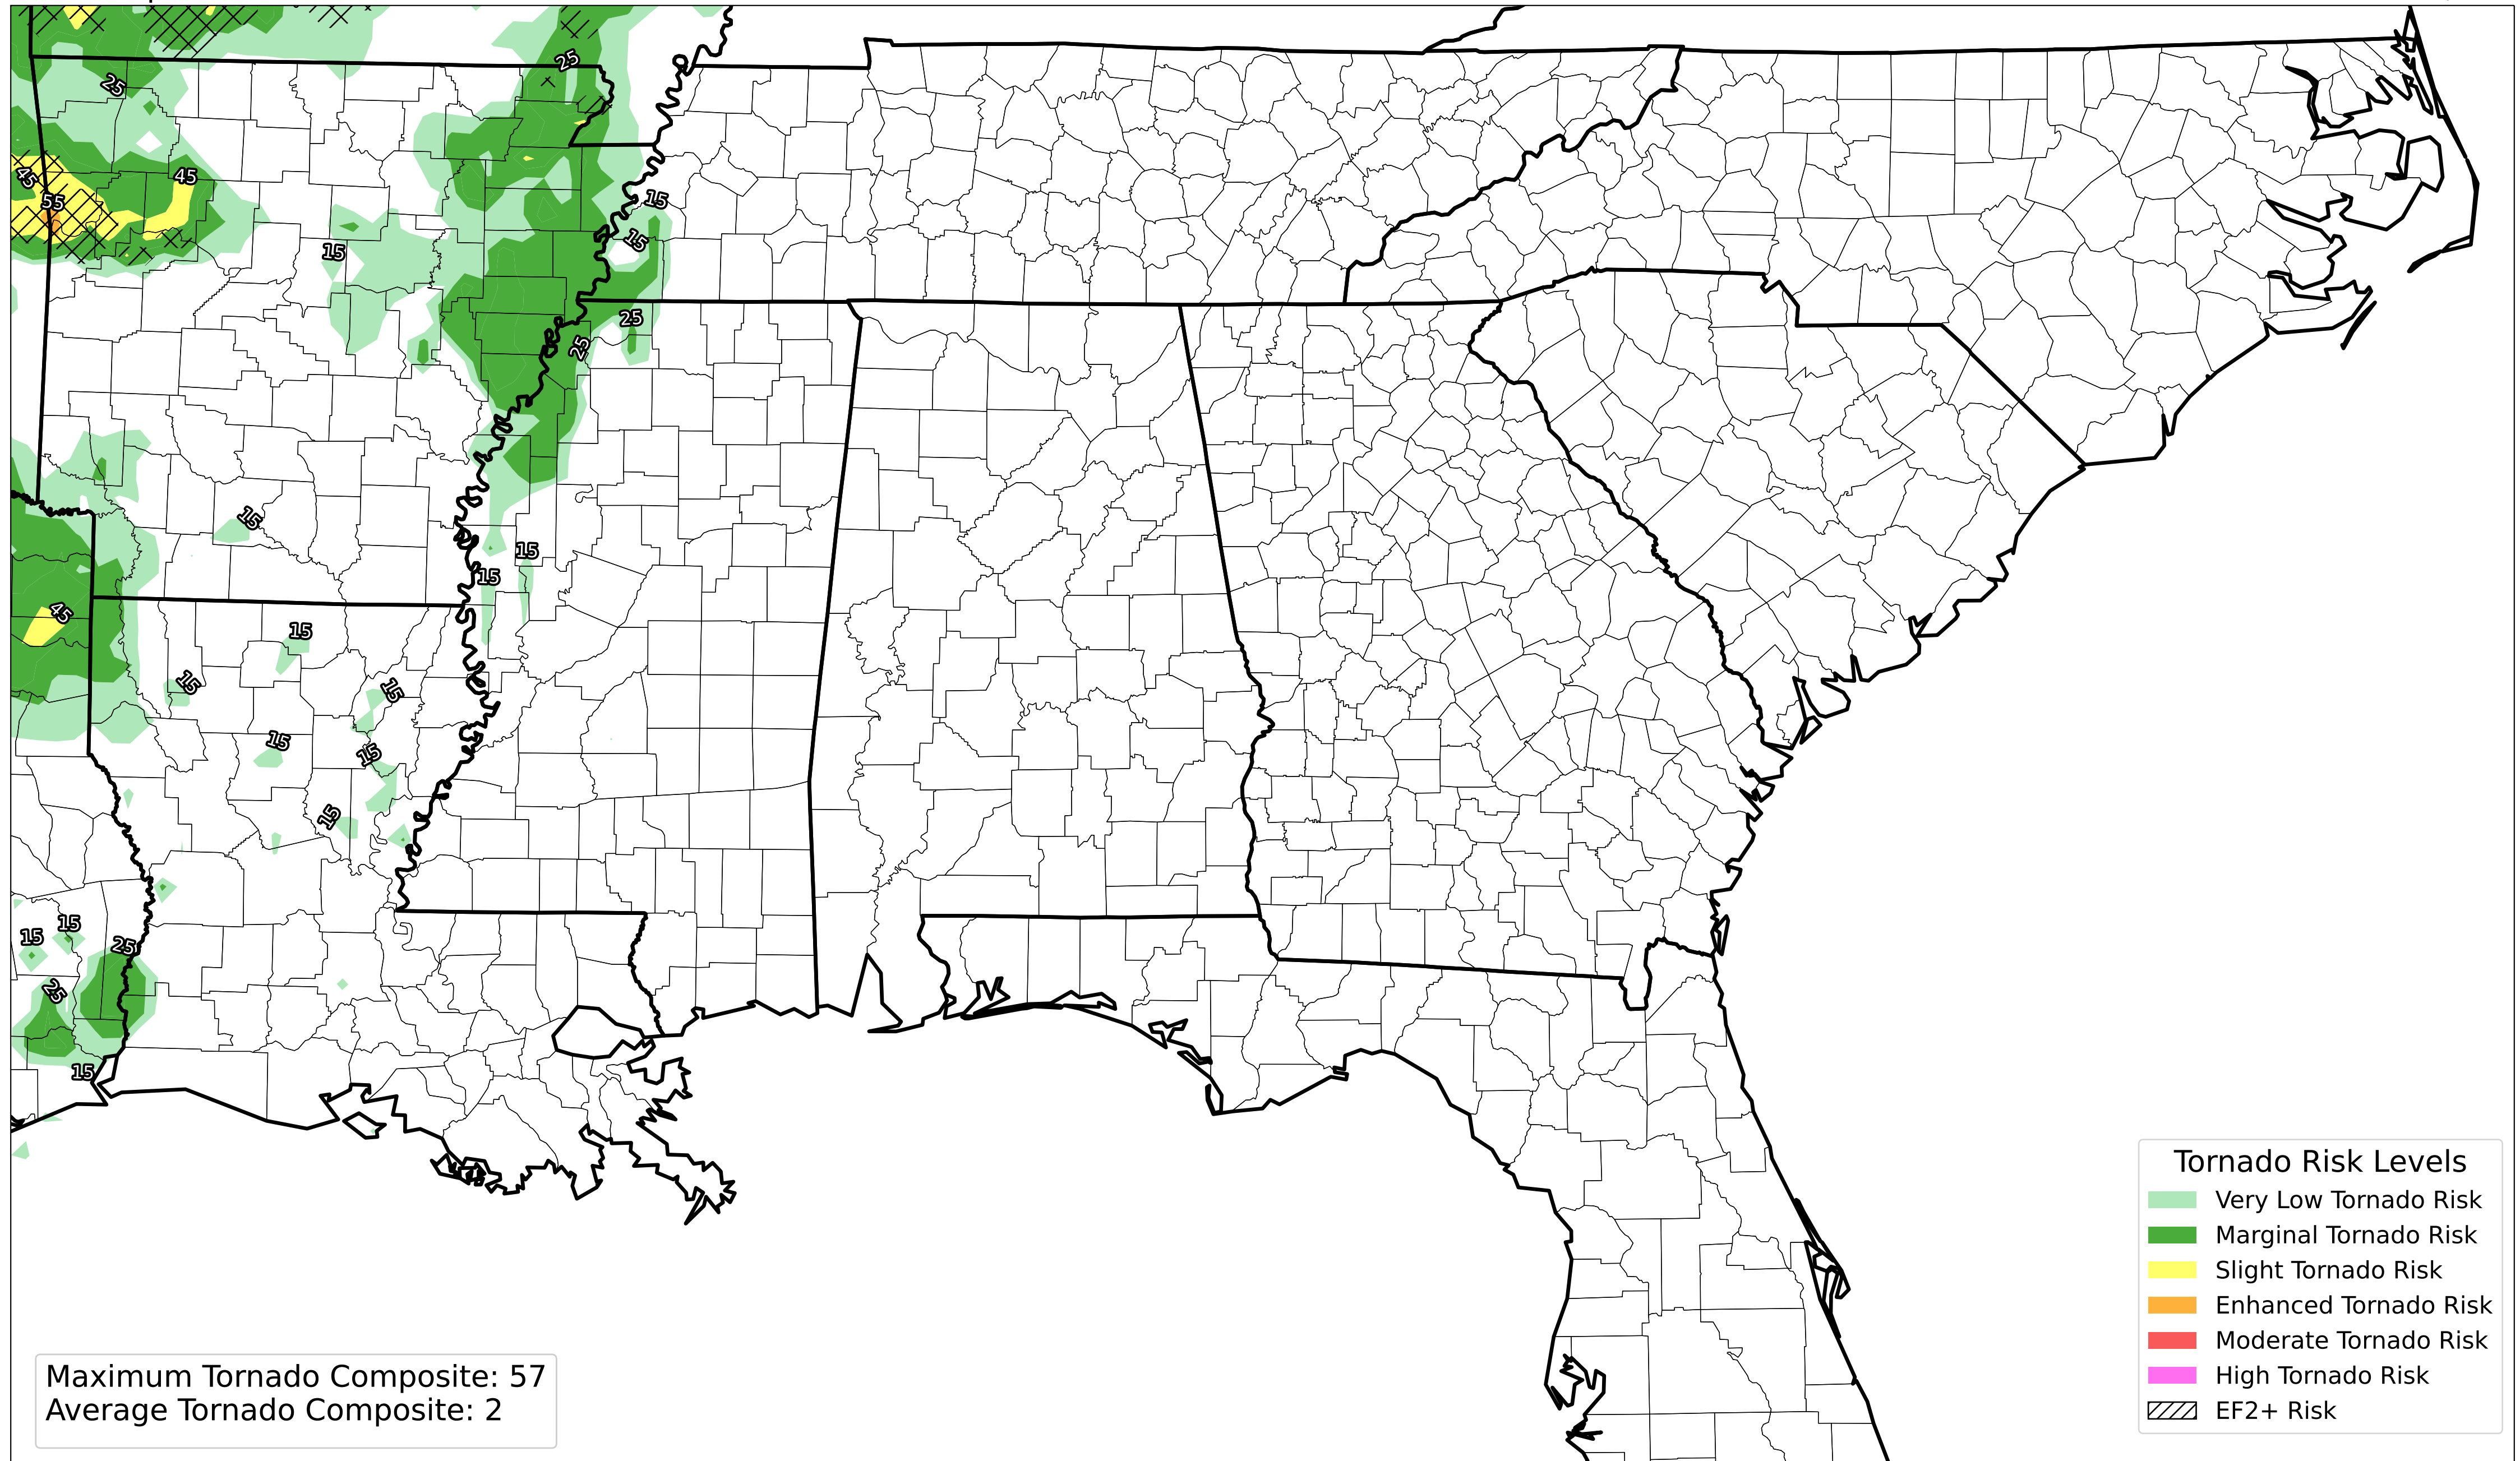 25
25
45
45
55
15
15
15
25
25
15
15
15
45
15
15
15
15
15
15
15
15
25
25
15
Tornado Risk Levels
Very Low Tornado Risk
Marginal Tornado Risk
Slight Tornado Risk
Enhanced Tornado Risk
Moderate Tornado Risk
High Tornado Risk
EF2+ Risk
Maximum Tornado Composite: 57
Average Tornado Composite: 2